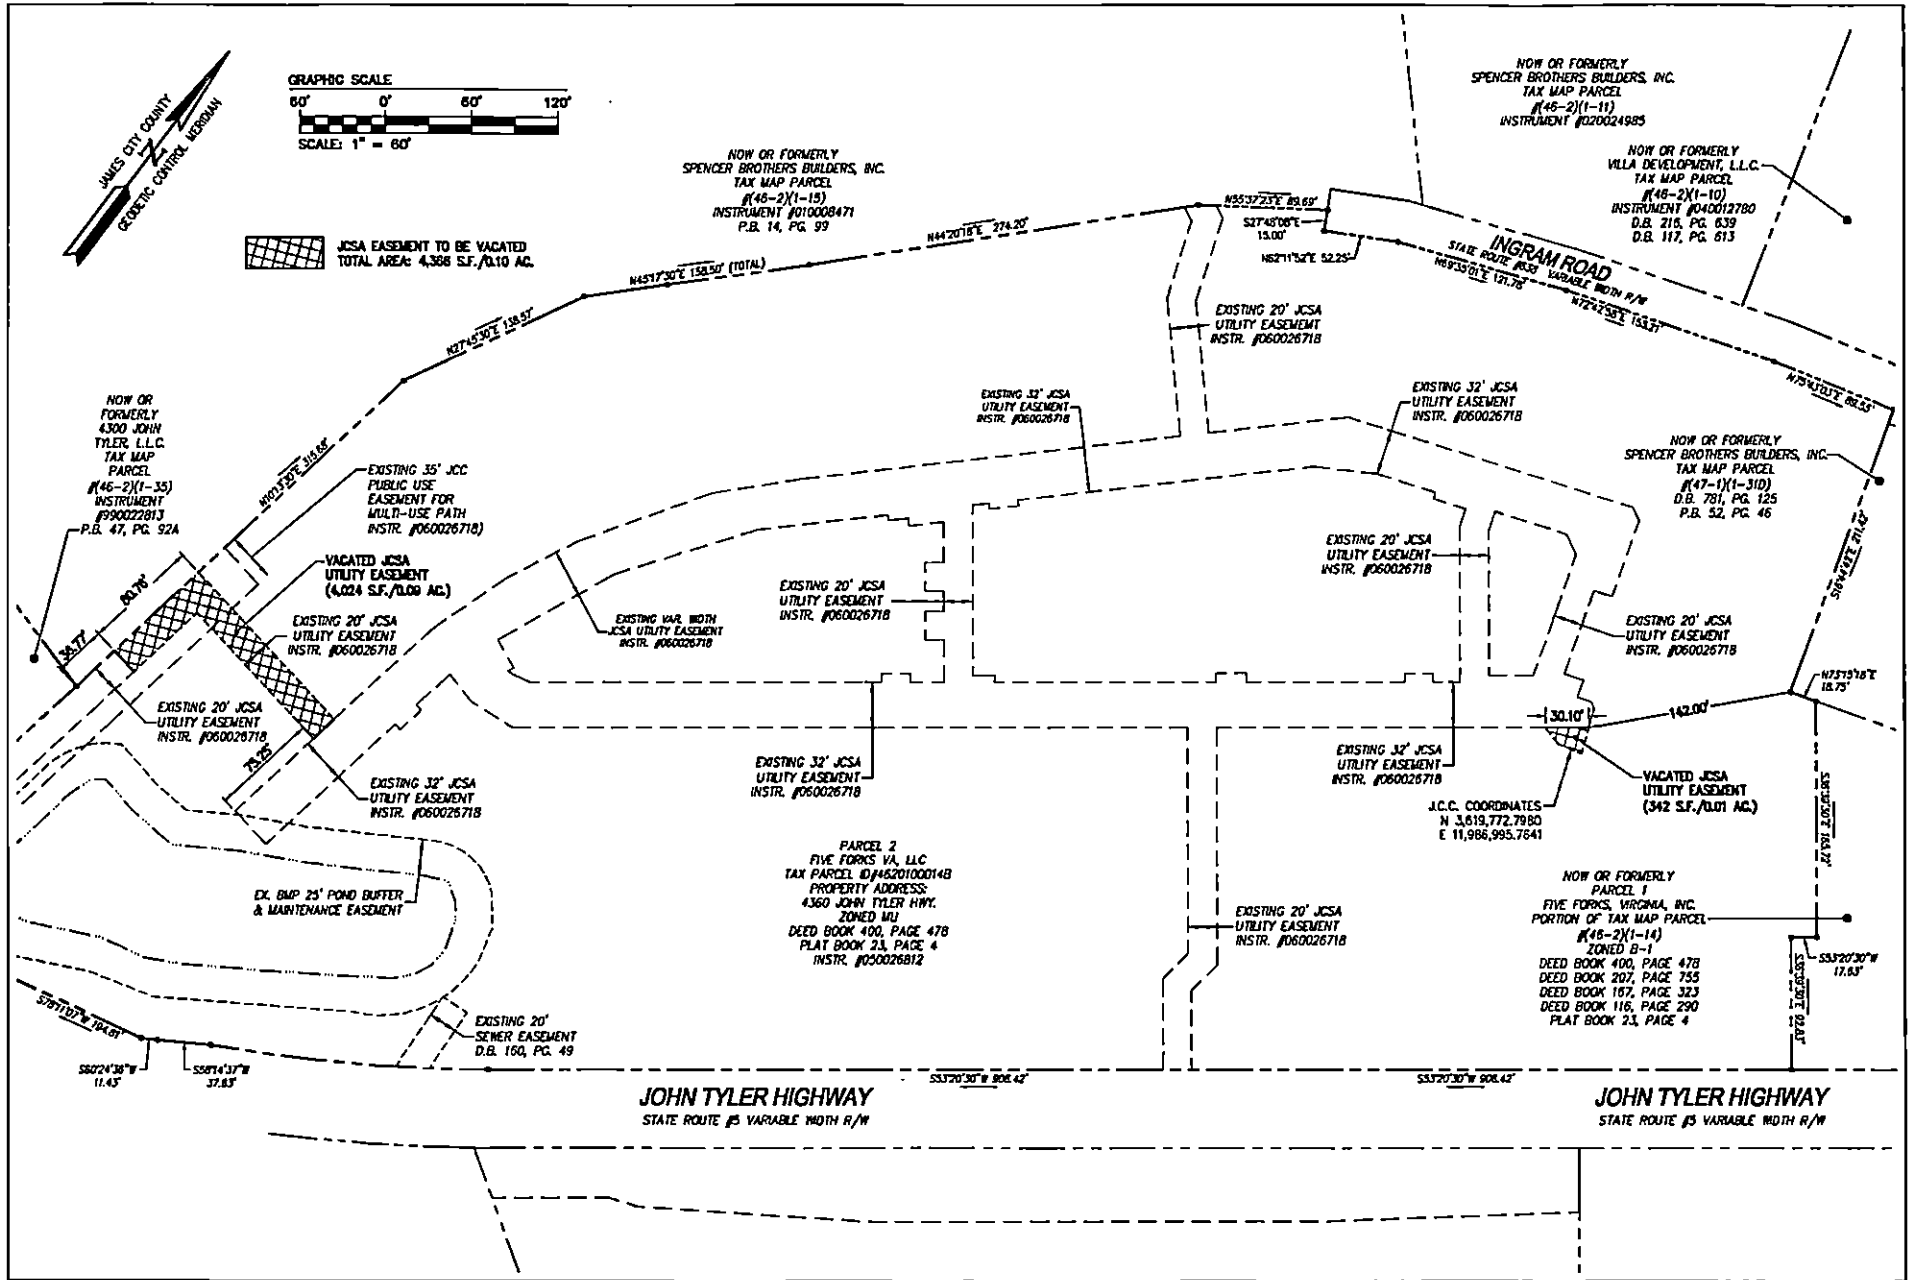 JAMES CITY COUNTY
GEODETIC CONTROL MERIDIAN
N
GRAPHIC SCALE
60' 0' 60' 120'
SCALE: 1" = 60'
JCSA EASEMENT TO BE VACATED
TOTAL AREA: 4,366 S.F./0.10 AC.
NOW OR FORMERLY
SPENCER BROTHERS BUILDERS, INC.
TAX MAP PARCEL
#(46-2)(1-15)
INSTRUMENT #010008471
P.B. 14, PG. 99
NOW OR FORMERLY
SPENCER BROTHERS BUILDERS, INC.
TAX MAP PARCEL
#(46-2)(1-11)
INSTRUMENT #020024985
NOW OR FORMERLY
VILLA DEVELOPMENT, L.L.C.
TAX MAP PARCEL
#(46-2)(1-10)
INSTRUMENT #040012780
D.B. 216, PG. 639
D.B. 117, PG. 613
N55°37'23"E 89.69'
S27°48'08"E
15.00'
N62°11'52"E 52.25'
INGRAM ROAD
STATE ROUTE #633 VARIABLE WIDTH R/W
N69°35'01"E 121.78'
N72°42'58"E 153.21'
N75°43'03"E 89.55'
N44°20'18"E 274.20'
N45°17'30"E 158.50' (TOTAL)
N27°45'30"E 138.57'
N10°13'30"E 315.68'
EXISTING 20' JCSA
UTILITY EASEMEMT
INSTR. #060026718
EXISTING 32' JCSA
UTILITY EASEMENT
INSTR. #060026718
EXISTING 32' JCSA
UTILITY EASEMENT
INSTR. #060026718
NOW OR
FORMERLY
4300 JOHN
TYLER, L.L.C.
TAX MAP
PARCEL
#(46-2)(1-35)
INSTRUMENT
#990022813
P.B. 47, PG. 92A
EXISTING 35' JCC
PUBLIC USE
EASEMENT FOR
MULTI-USE PATH
INSTR. #060026718)
NOW OR FORMERLY
SPENCER BROTHERS BUILDERS, INC.
TAX MAP PARCEL
#(47-1)(1-31D)
D.B. 781, PG. 125
P.B. 52, PG. 46
S16°44'42"E 211.42'
VACATED JCSA
UTILITY EASEMENT
(4,024 S.F./0.09 AC.)
80.76'
38.77'
EXISTING 20' JCSA
UTILITY EASEMENT
INSTR. #060026718
EXISTING VAR. WIDTH
JCSA UTILITY EASEMENT
INSTR. #060026718
EXISTING 20' JCSA
UTILITY EASEMENT
INSTR. #060026718
EXISTING 20' JCSA
UTILITY EASEMENT
INSTR. #060026718
EXISTING 20' JCSA
UTILITY EASEMENT
INSTR. #060026718
N73°15'18"E
18.75'
EXISTING 20' JCSA
UTILITY EASEMENT
INSTR. #060026718
75.25'
30.10'
142.00'
EXISTING 32' JCSA
UTILITY EASEMENT
INSTR. #060026718
EXISTING 32' JCSA
UTILITY EASEMENT
INSTR. #060026718
EXISTING 32' JCSA
UTILITY EASEMENT
INSTR. #060026718
VACATED JCSA
UTILITY EASEMENT
(342 S.F./0.01 AC.)
J.C.C. COORDINATES
N 3,619,772.7980
E 11,986,995.7641
EX. BMP 25' POND BUFFER
& MAINTENANCE EASEMENT
PARCEL 2
FIVE FORKS VA, LLC
TAX PARCEL ID#4620100014B
PROPERTY ADDRESS:
4360 JOHN TYLER HWY.
ZONED MU
DEED BOOK 400, PAGE 478
PLAT BOOK 23, PAGE 4
INSTR. #050026812
EXISTING 20' JCSA
UTILITY EASEMENT
INSTR. #060026718
NOW OR FORMERLY
PARCEL 1
FIVE FORKS, VIRGINIA, INC.
PORTION OF TAX MAP PARCEL
#(46-2)(1-14)
ZONED B-1
DEED BOOK 400, PAGE 478
DEED BOOK 207, PAGE 755
DEED BOOK 167, PAGE 323
DEED BOOK 116, PAGE 290
PLAT BOOK 23, PAGE 4
S53°20'30"W
17.63'
S78°11'07"W 194.81'
S60°24'36"W
11.43'
S58°14'37"W
37.63'
EXISTING 20'
SEWER EASEMENT
D.B. 160, PG. 49
S53°20'30"W 906.42'
S53°20'30"W 906.42'
JOHN TYLER HIGHWAY
STATE ROUTE #5 VARIABLE WIDTH R/W
JOHN TYLER HIGHWAY
STATE ROUTE #5 VARIABLE WIDTH R/W